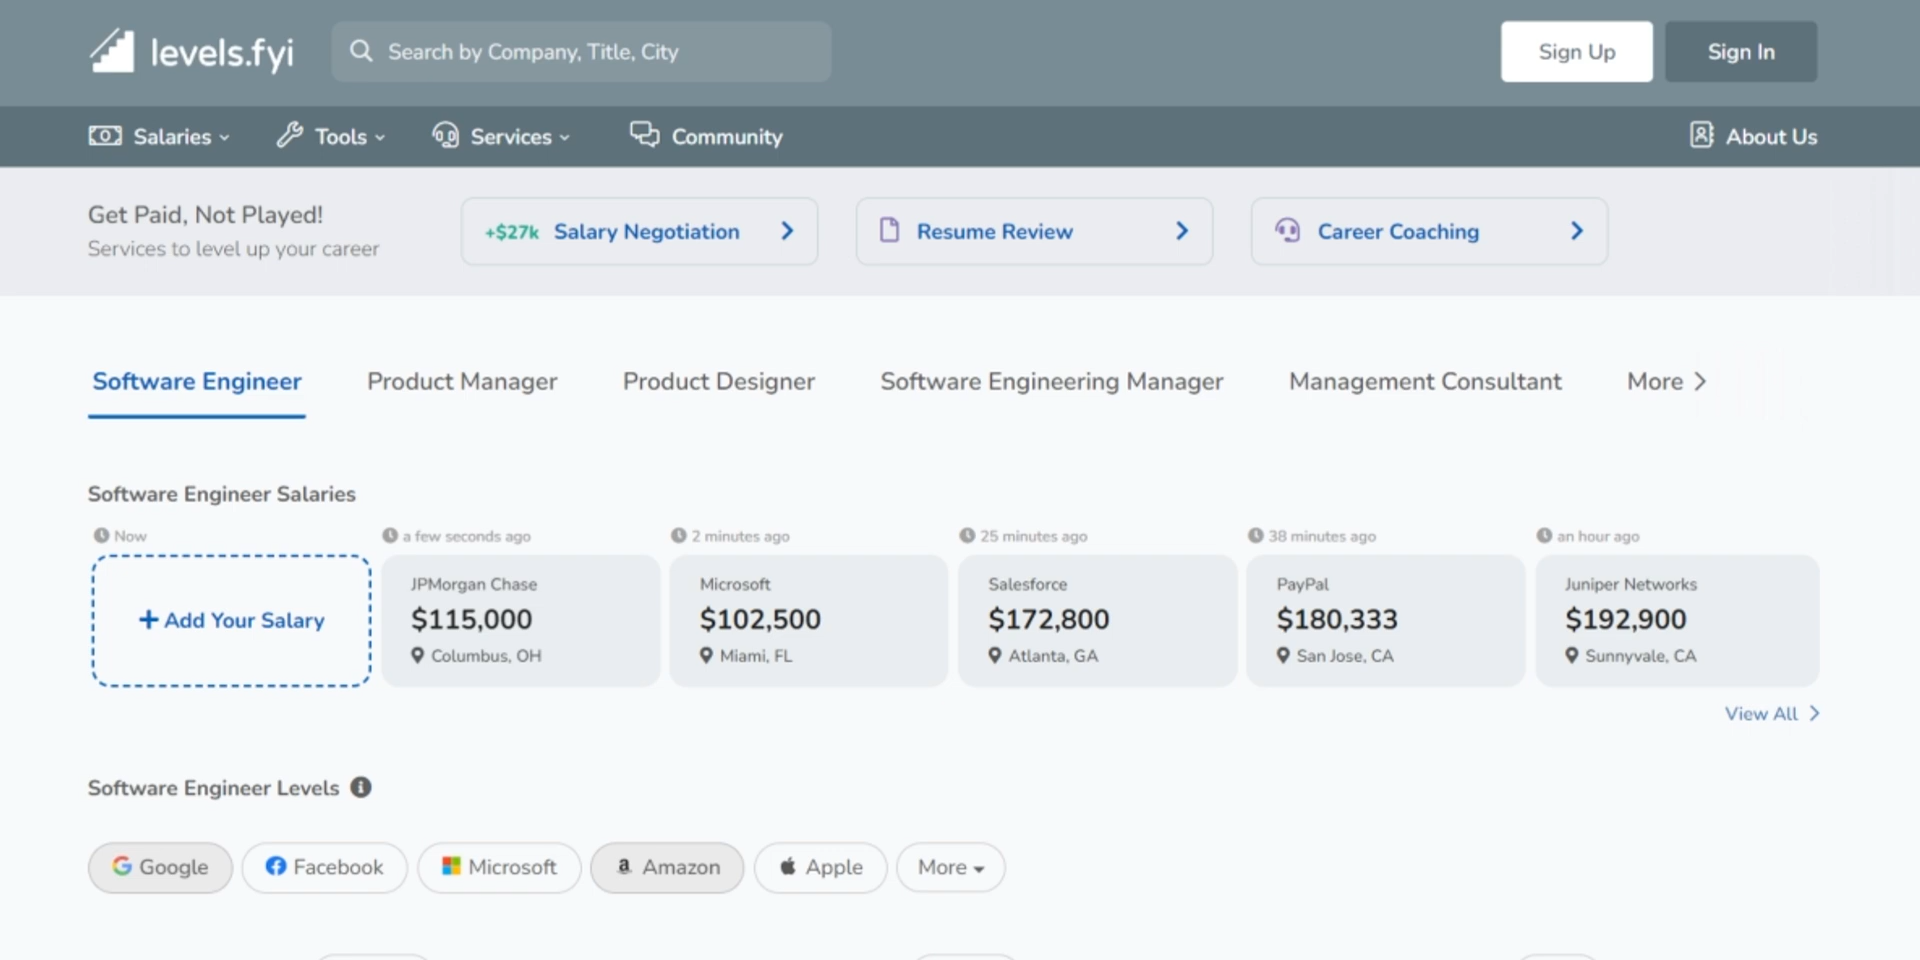 levels.fyi
Search by Company, Title, City
Sign Up
Sign In
Salaries
Tools
Services
Community
About Us
Get Paid, Not Played!
Services to level up your career
+$27k Salary Negotiation
Resume Review
Career Coaching
Software Engineer
Product Manager
Product Designer
Software Engineering Manager
Management Consultant
More
Software Engineer Salaries
Now
+ Add Your Salary
a few seconds ago
JPMorgan Chase
$115,000
Columbus, OH
2 minutes ago
Microsoft
$102,500
Miami, FL
25 minutes ago
Salesforce
$172,800
Atlanta, GA
38 minutes ago
PayPal
$180,333
San Jose, CA
an hour ago
Juniper Networks
$192,900
Sunnyvale, CA
View All
Software Engineer Levels
Google
Facebook
Microsoft
Amazon
Apple
More